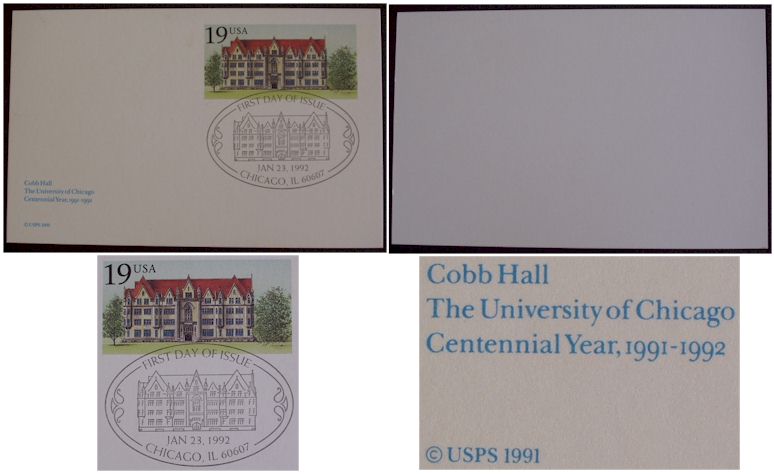 19 USA
FIRST DAY OF ISSUE
JAN 23, 1992
CHICAGO, IL 60607
Cobb Hall
The University of Chicago
Centennial Year, 1991-1992
© USPS 1991
19 USA
FIRST DAY OF ISSUE
JAN 23, 1992
CHICAGO, IL 60607
Cobb Hall
The University of Chicago
Centennial Year, 1991-1992
© USPS 1991